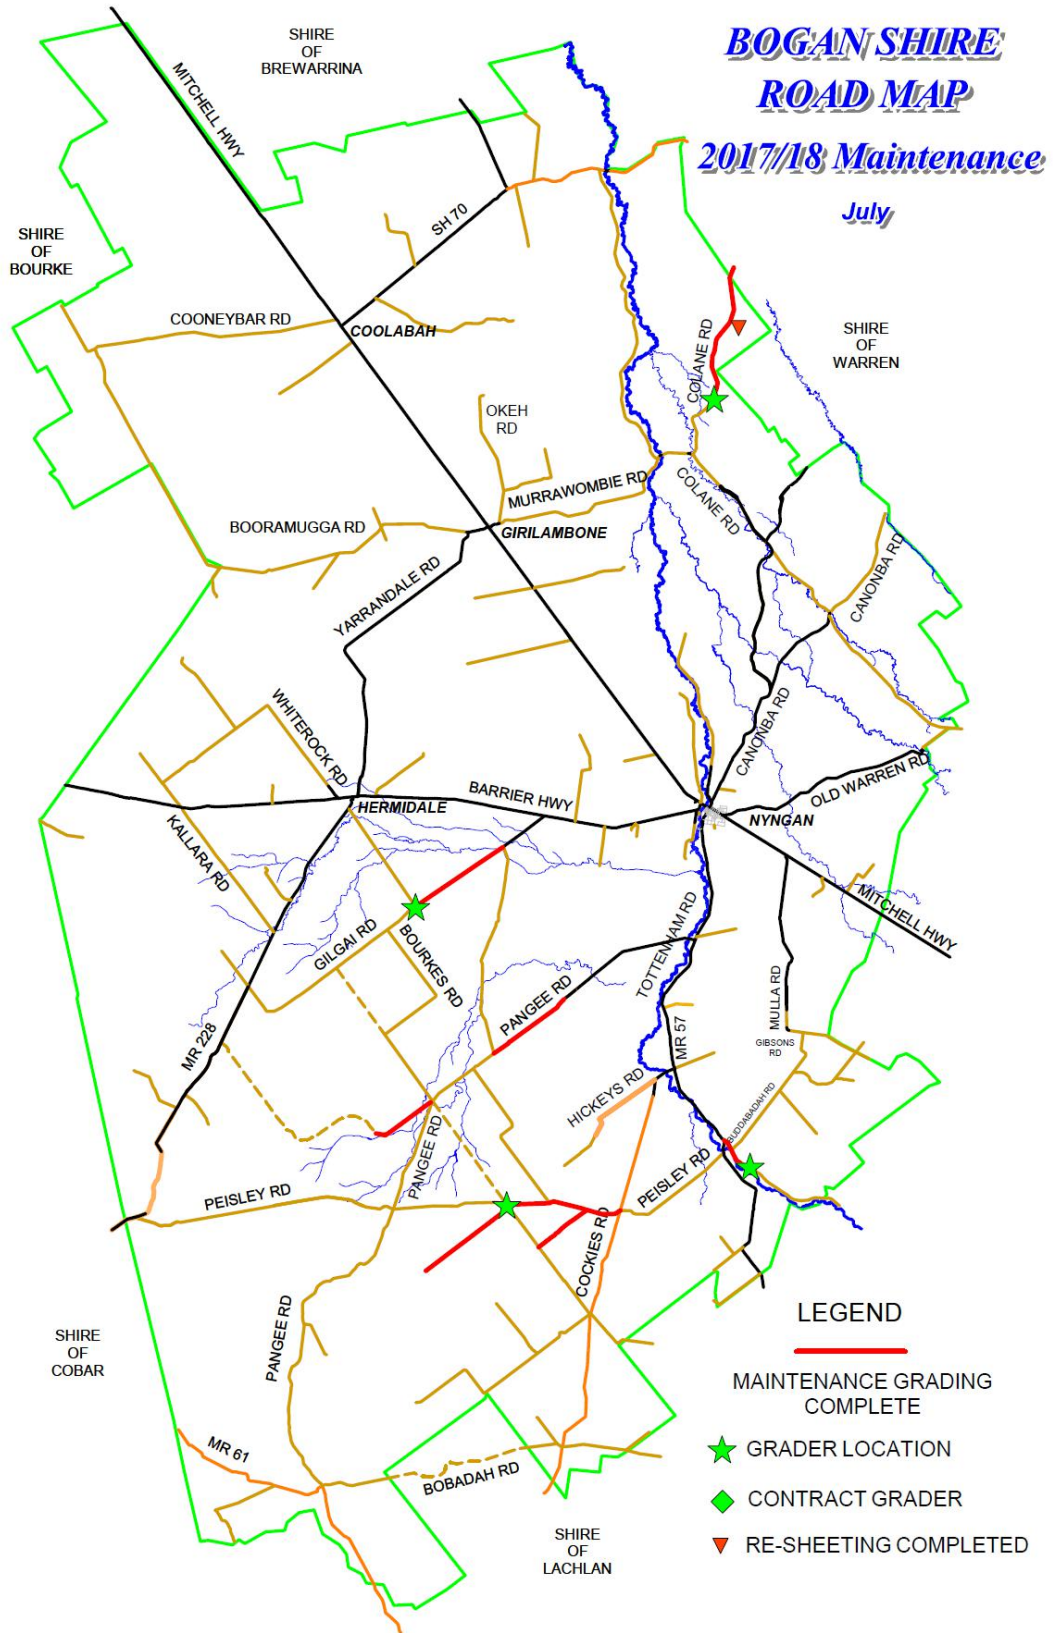 BOGAN SHIRE
ROAD MAP
2017/18 Maintenance
July
SHIRE
OF
BREWARRINA
MITCHELL HWY
SH 70
SHIRE
OF
BOURKE
COONEYBAR RD
COOLABAH
COLANE RD
SHIRE
OF
WARREN
OKEH
RD
MURRAWOMBIE RD
COLANE RD
BOORAMUGGA RD
GIRILAMBONE
YARRANDALE RD
CANONBA RD
WHITEROCK RD
CANONBA RD
BARRIER HWY
OLD WARREN RD
HERMIDALE
NYNGAN
KALLARA RD
MITCHELL HWY
GILGAI RD
BOURKES RD
TOTTENHAM RD
PANGEE RD
MULLA RD
MR 228
MR 57
GIBSONS
RD
HICKEYS RD
BUDDABADAH RD
PANGEE RD
PEISLEY RD
PEISLEY RD
COCKIES RD
PANGEE RD
SHIRE
OF
COBAR
MR 61
BOBADAH RD
SHIRE
OF
LACHLAN
LEGEND
MAINTENANCE GRADING
COMPLETE
GRADER LOCATION
CONTRACT GRADER
RE-SHEETING COMPLETED